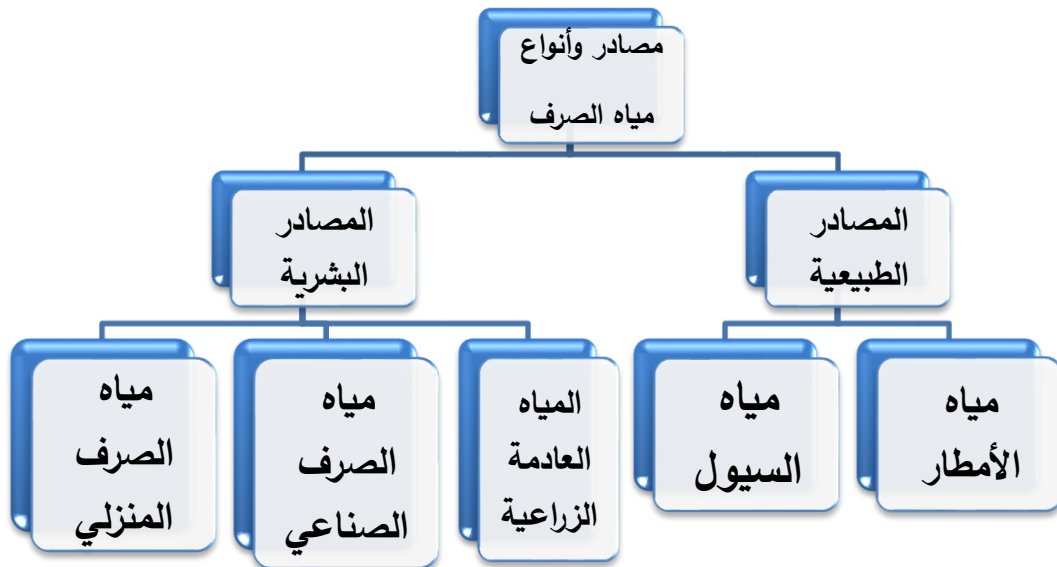 مصادر وأنواع
مياه الصرف
المصادر
الطبيعية
المصادر
البشرية
مياه
الأمطار
مياه
السيول
المياه
العادمة
الزراعية
مياه
الصرف
الصناعي
مياه
الصرف
المنزلي